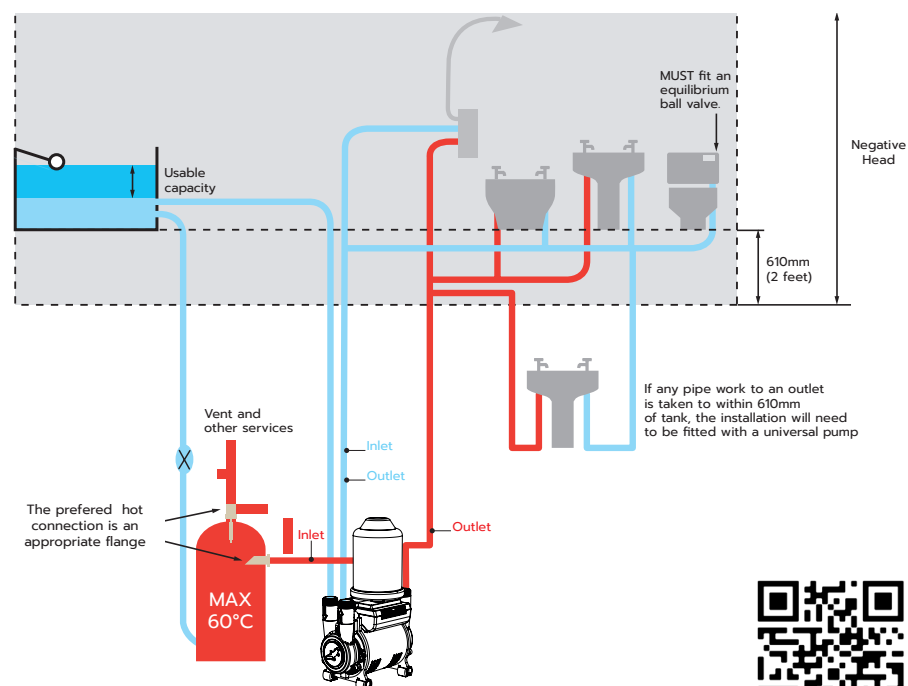 MUST fit an
equilibrium
ball valve.
Negative
Head
Usable
capacity
610mm
(2 feet)
If any pipe work to an outlet
is taken to within 610mm
of tank, the installation will need
to be fitted with a universal pump
Vent and
other services
Inlet
Outlet
The prefered hot
connection is an
appropriate flange
Inlet
Outlet
MAX
60°C